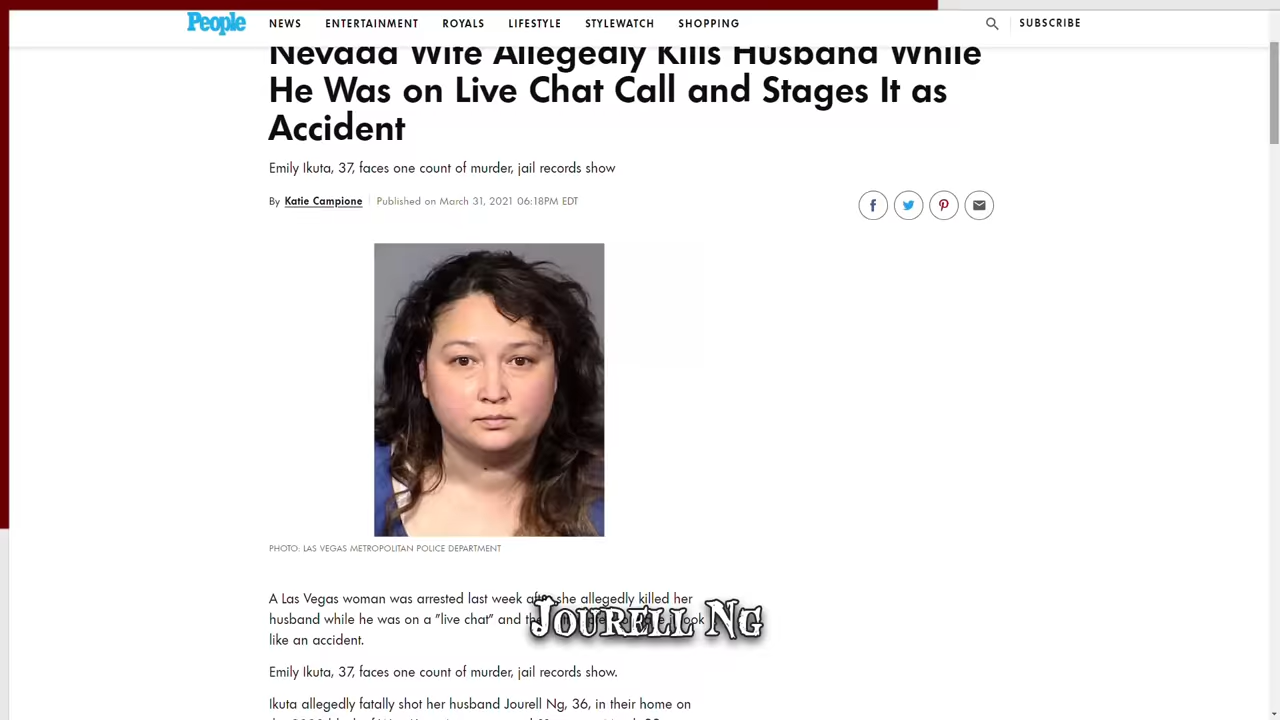 People NEWS ENTERTAINMENT ROYALS LIFESTYLE STYLEWATCH SHOPPING SUBSCRIBE
Nevada Wife Allegedly Kills Husband While
He Was on Live Chat Call and Stages It as
Accident
Emily Ikuta, 37, faces one count of murder, jail records show
By Katie Campione Published on March 31, 2021 06:18PM EDT
PHOTO: LAS VEGAS METROPOLITAN POLICE DEPARTMENT
A Las Vegas woman was arrested last week after she allegedly killed her
husband while he was on a "live chat" and
like an accident.
Jourell Ng
Emily Ikuta, 37, faces one count of murder, jail records show.
Ikuta allegedly fatally shot her husband Jourell Ng, 36, in their home on